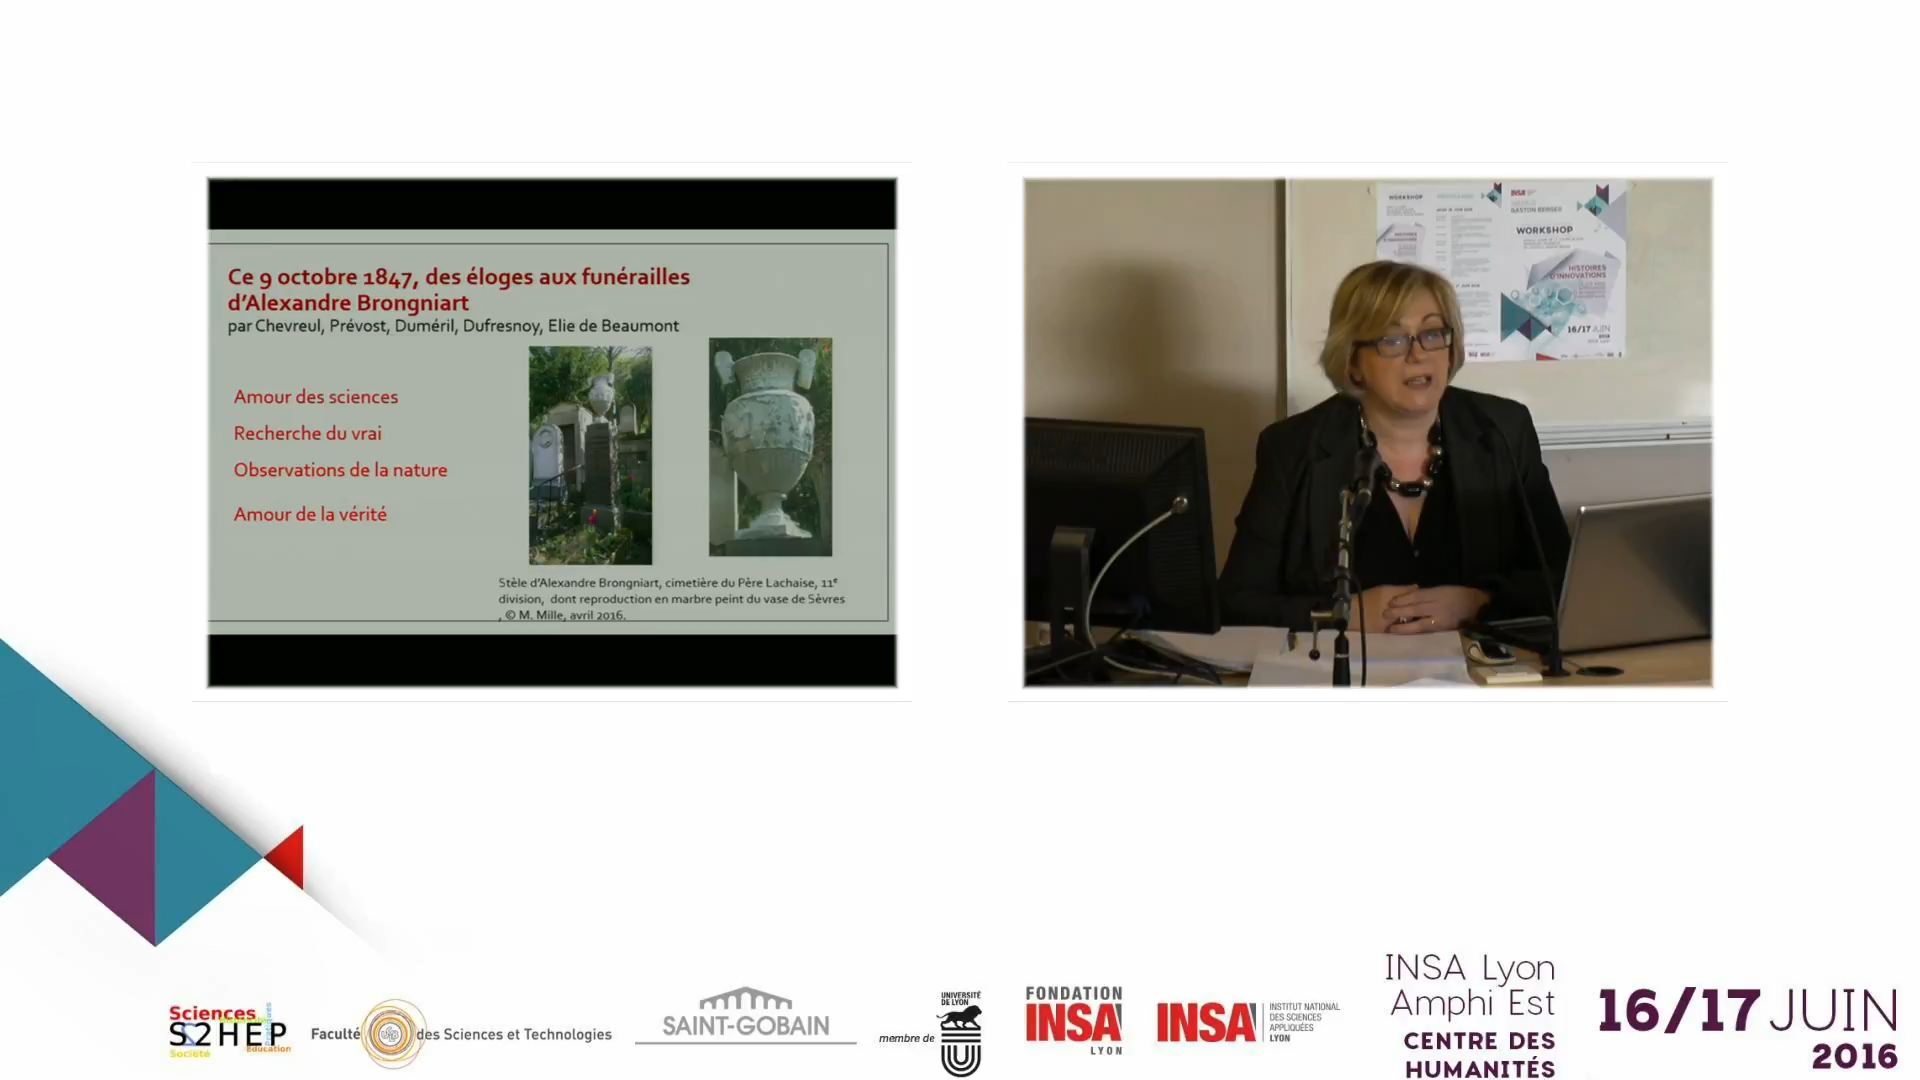 Ce 9 octobre 1847, des éloges aux funérailles
d'Alexandre Brongniart
par Chevreul, Prévost, Duméril, Dufresnoy, Elie de Beaumont
Amour des sciences
Recherche du vrai
Observations de la nature
Amour de la vérité
Stèle d'Alexandre Brongniart, cimetière du Père Lachaise, 11e
division, dont reproduction en marbre peint du vase de Sèvres
, © M. Mille, avril 2016.
WORKSHOP
INSA
GASTON BERGER
WORKSHOP
HISTOIRES
D'INNOVATIONS
16/17 JUIN
Sciences
S2HEP
Société
Education
Faculté des Sciences et Technologies
SAINT-GOBAIN
membre de
UNIVERSITÉ
DE LYON
FONDATION
INSA
LYON
INSA
INSTITUT NATIONAL
DES SCIENCES
APPLIQUÉES
LYON
INSA Lyon
Amphi Est
CENTRE DES
HUMANITÉS
16/17 JUIN
2016